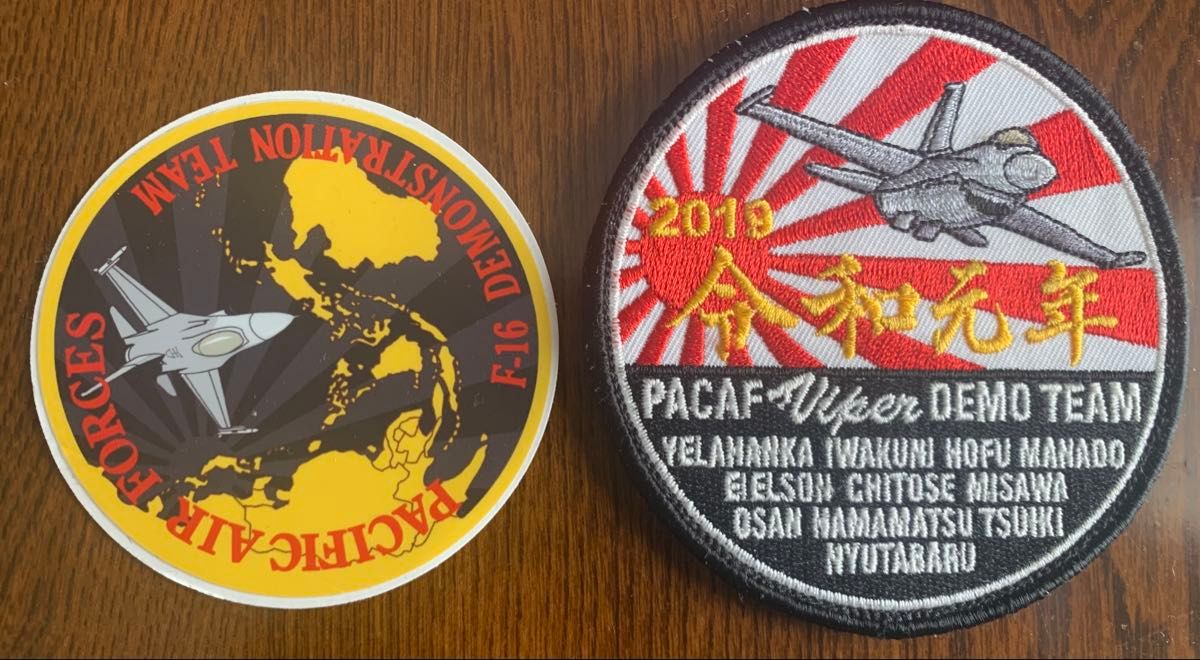 PACIFIC AIR FORCES
F-16 DEMONSTRATION TEAM
2019
令和元年
PACAF Viper DEMO TEAM
YELAHANKA IWAKUNI HOFU MANADO
EIELSON CHITOSE MISAWA
OSAN HAMAMATSU TSUIKI
NYUTABARU